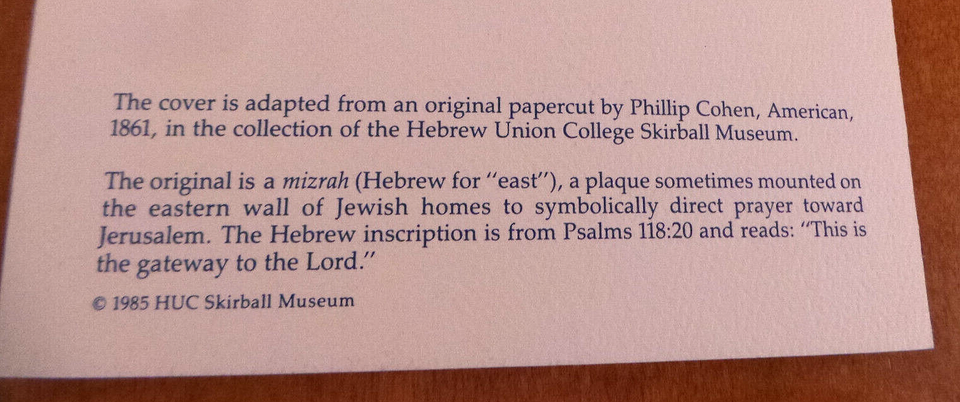 The cover is adapted from an original papercut by Phillip Cohen, American,
1861, in the collection of the Hebrew Union College Skirball Museum.
The original is a mizrah (Hebrew for "east"), a plaque sometimes mounted on
the eastern wall of Jewish homes to symbolically direct prayer toward
Jerusalem. The Hebrew inscription is from Psalms 118:20 and reads: "This is
the gateway to the Lord."
© 1985 HUC Skirball Museum